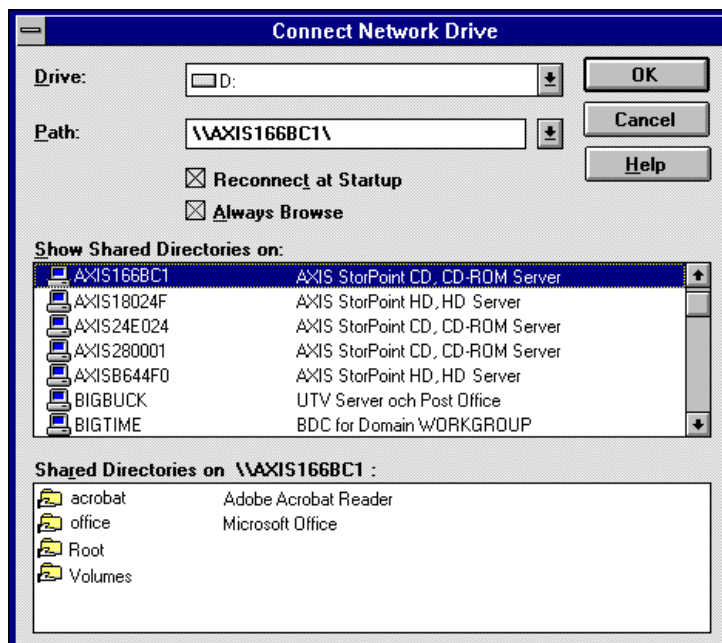 Connect Network Drive
Drive: D: OK
Path: \\AXIS166BC1\ Cancel
Help
Reconnect at Startup
Always Browse
Show Shared Directories on:
AXIS166BC1 AXIS StorPoint CD, CD-ROM Server
AXIS18024F AXIS StorPoint HD, HD Server
AXIS24E024 AXIS StorPoint CD, CD-ROM Server
AXIS280001 AXIS StorPoint CD, CD-ROM Server
AXISB644F0 AXIS StorPoint HD, HD Server
BIGBUCK UTV Server och Post Office
BIGTIME BDC for Domain WORKGROUP
Shared Directories on \\AXIS166BC1 :
acrobat Adobe Acrobat Reader
office Microsoft Office
Root
Volumes